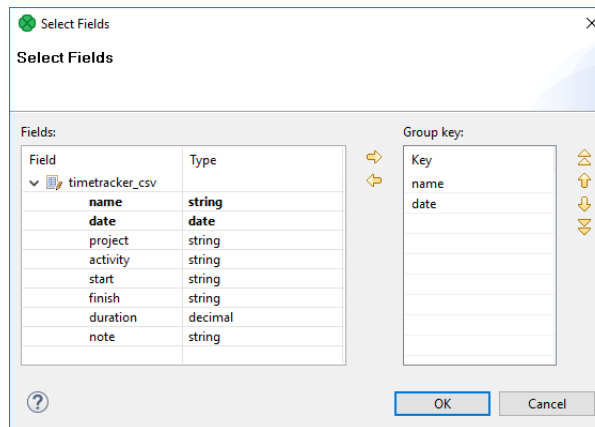 Select Fields
Select Fields
Fields:
Group key:
Field Type
Key
timetracker_csv
name
name string
date
date date
project string
activity string
start string
finish string
duration decimal
note string
?
OK Cancel